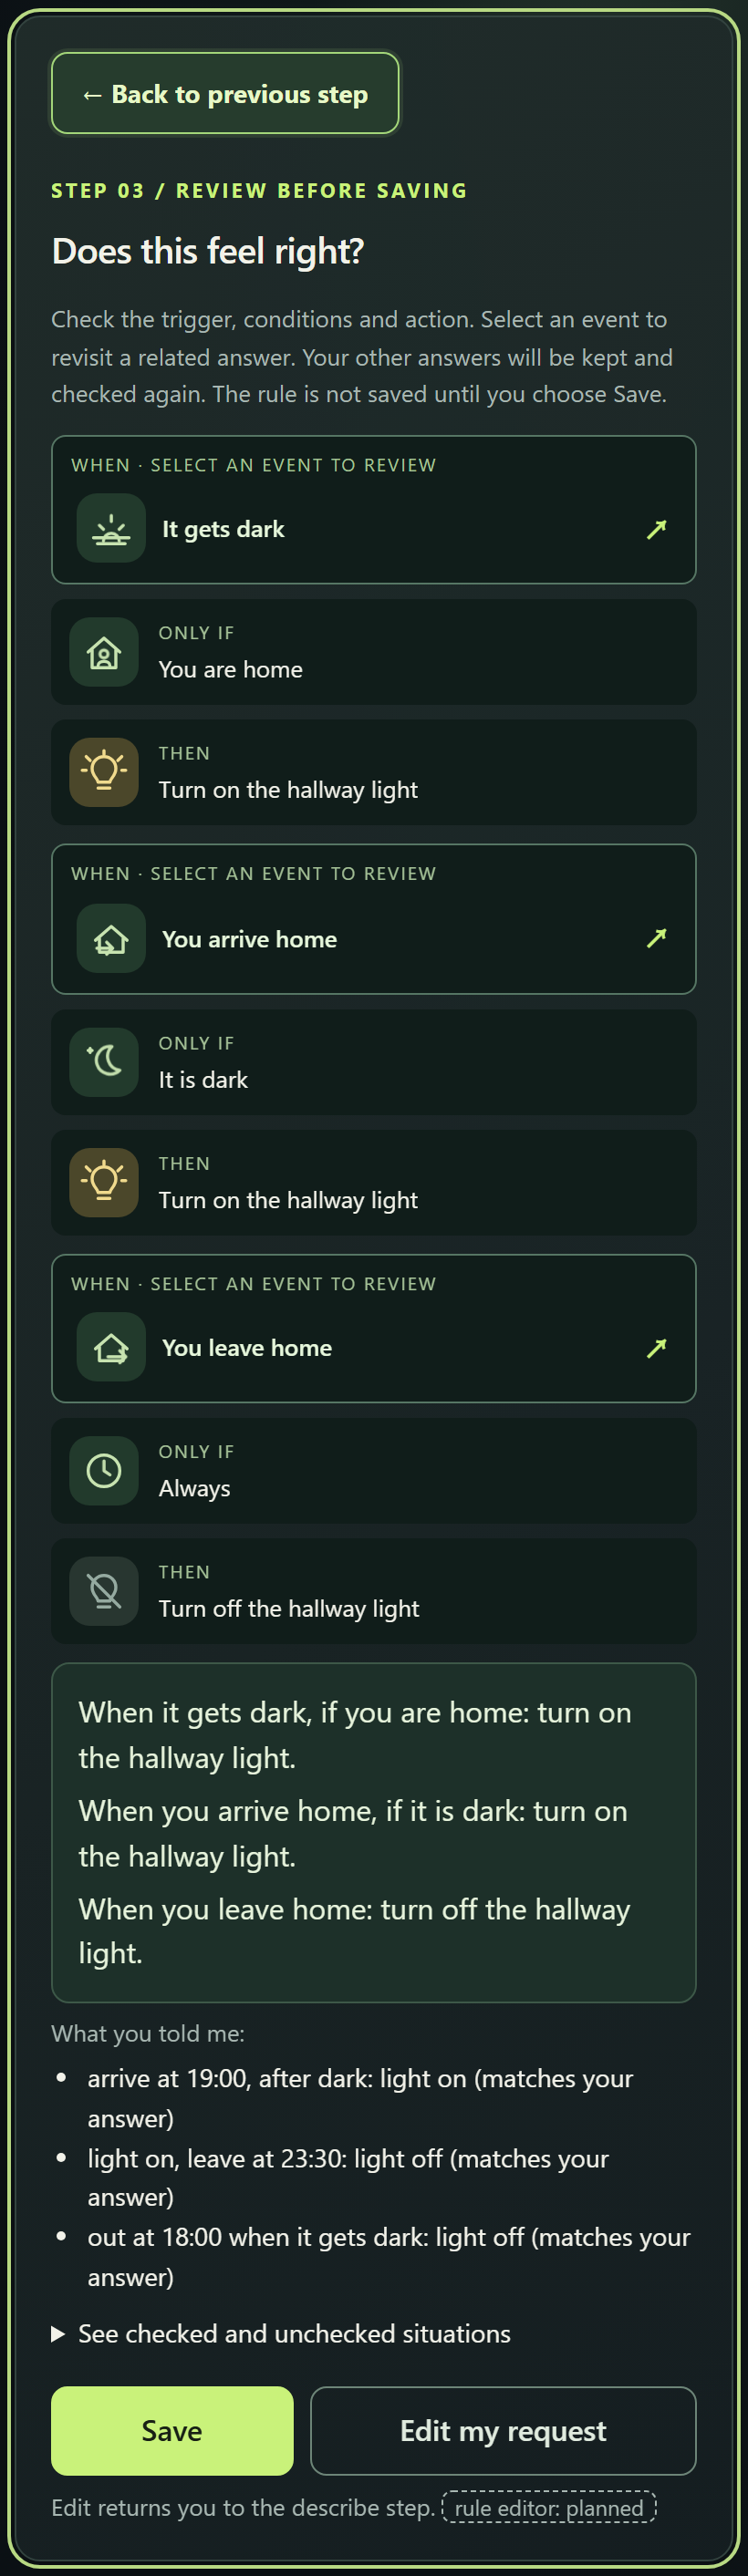 ← Back to previous step
STEP 03 / REVIEW BEFORE SAVING
Does this feel right?
Check the trigger, conditions and action. Select an event to
revisit a related answer. Your other answers will be kept and
checked again. The rule is not saved until you choose Save.
WHEN · SELECT AN EVENT TO REVIEW
It gets dark
ONLY IF
You are home
THEN
Turn on the hallway light
WHEN · SELECT AN EVENT TO REVIEW
You arrive home
ONLY IF
It is dark
THEN
Turn on the hallway light
WHEN · SELECT AN EVENT TO REVIEW
You leave home
ONLY IF
Always
THEN
Turn off the hallway light
When it gets dark, if you are home: turn on
the hallway light.
When you arrive home, if it is dark: turn on
the hallway light.
When you leave home: turn off the hallway
light.
What you told me:
• arrive at 19:00, after dark: light on (matches your
answer)
• light on, leave at 23:30: light off (matches your
answer)
• out at 18:00 when it gets dark: light off (matches your
answer)
▶ See checked and unchecked situations
Save
Edit my request
Edit returns you to the describe step. rule editor: planned